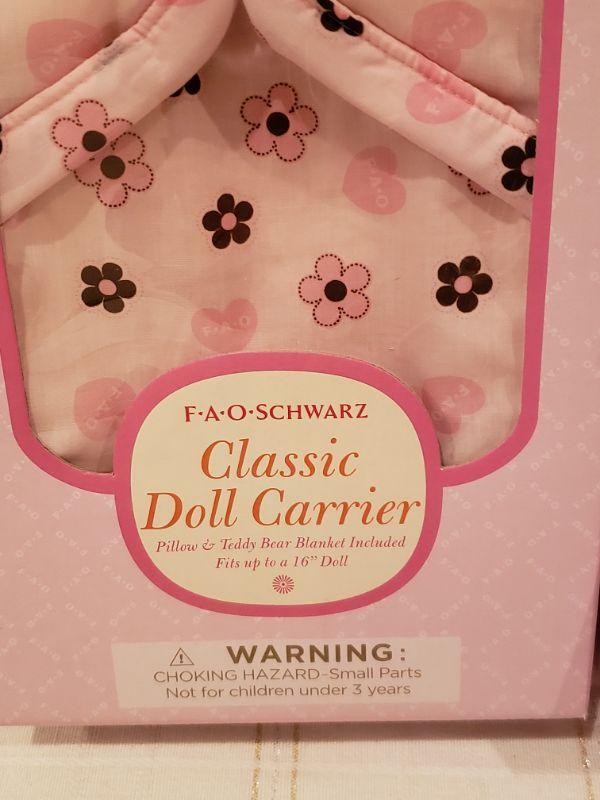 F·A·O
F·A·O
F·A·O
F·A·O
F·A·O·SCHWARZ
Classic
Doll Carrier
Pillow & Teddy Bear Blanket Included
Fits up to a 16" Doll
WARNING:
CHOKING HAZARD–Small Parts
Not for children under 3 years